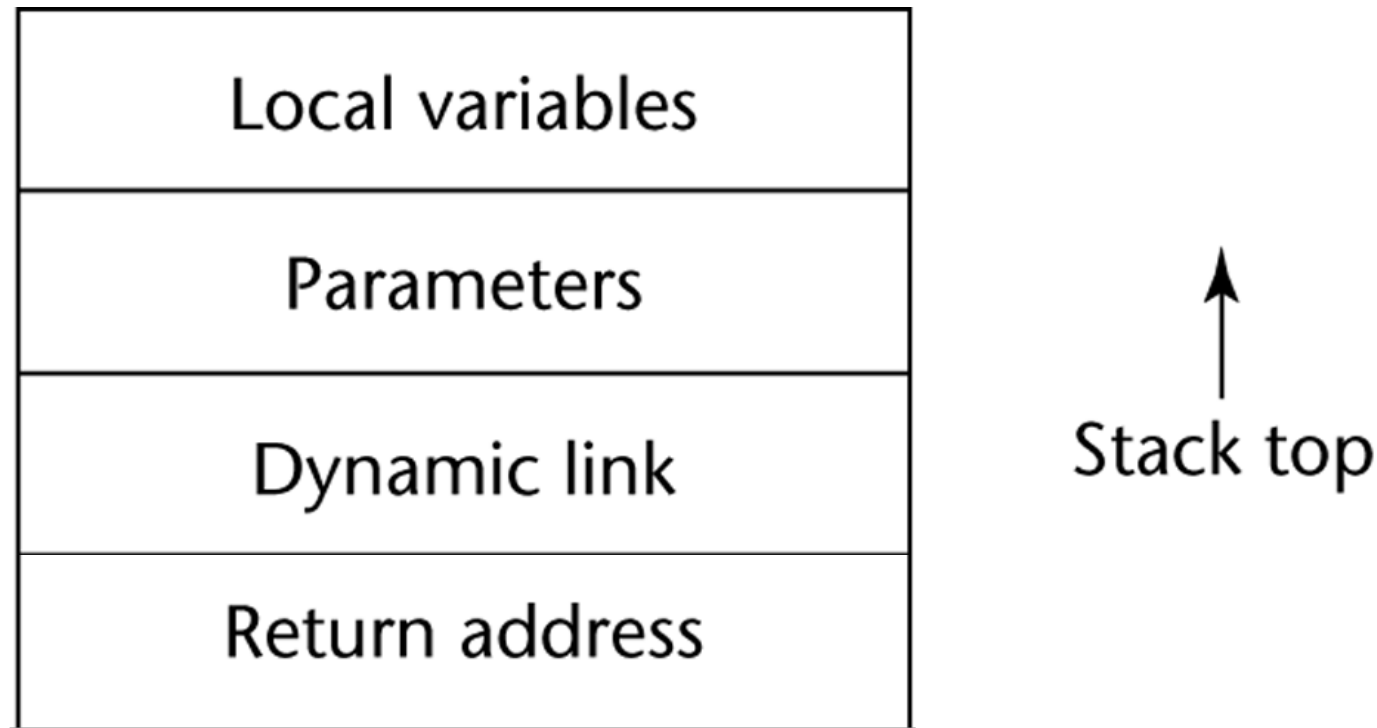 Local variables
Parameters
Dynamic link
Stack top
Return address